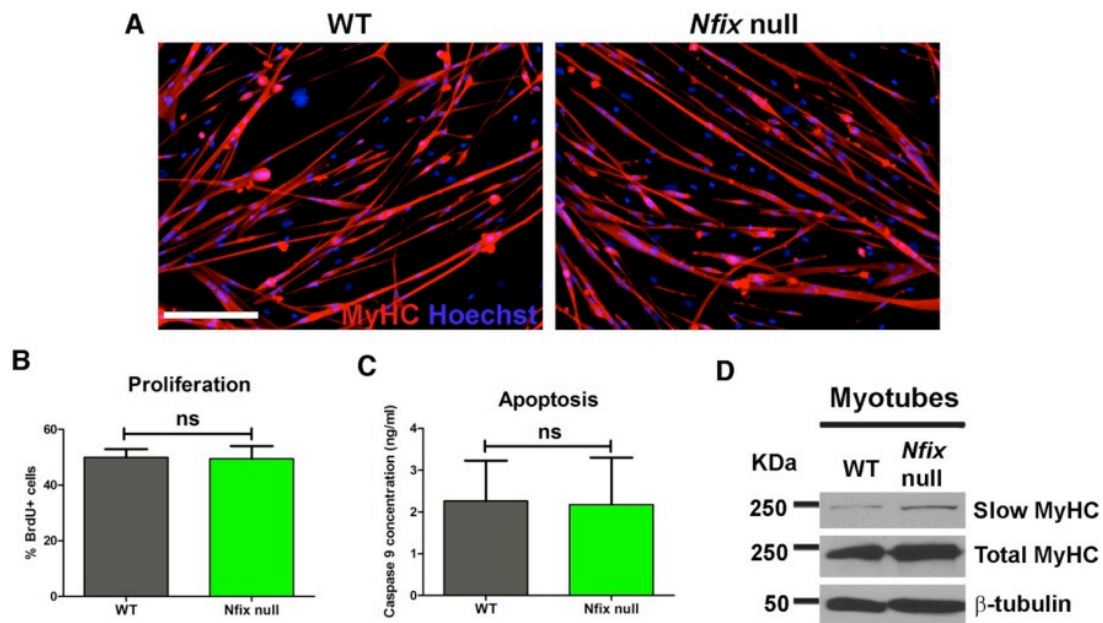 A
WT
Nfix null
MyHC Hoechst
B
Proliferation
ns
% BrdU+ cells
60
40
20
0
WT
Nfix null
C
Apoptosis
ns
Caspase 9 concentration (ng/ml)
4
3
2
1
0
WT
Nfix null
D
Myotubes
KDa
WT
Nfix
null
250
Slow MyHC
250
Total MyHC
50
β-tubulin